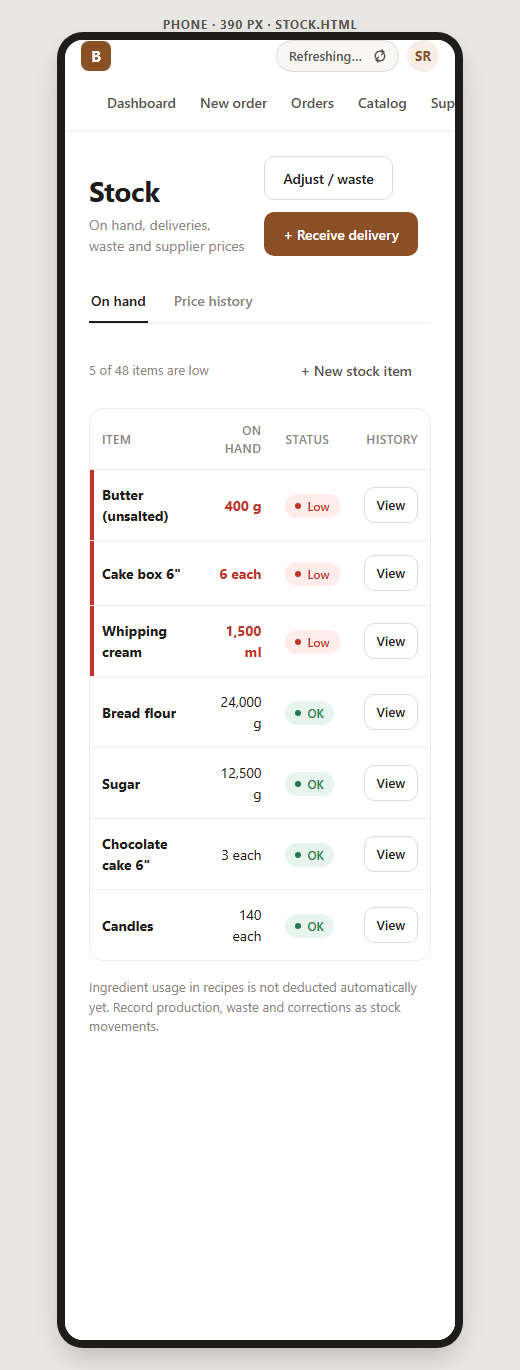 PHONE · 390 PX · STOCK.HTML
B
Refreshing...
SR
Dashboard New order Orders Catalog Sup
Stock
On hand, deliveries,
waste and supplier prices
Adjust / waste
+ Receive delivery
On hand Price history
5 of 48 items are low
+ New stock item
ITEM ON HAND STATUS HISTORY
Butter (unsalted) 400 g Low View
Cake box 6" 6 each Low View
Whipping cream 1,500 ml Low View
Bread flour 24,000 g OK View
Sugar 12,500 g OK View
Chocolate cake 6" 3 each OK View
Candles 140 each OK View
Ingredient usage in recipes is not deducted automatically
yet. Record production, waste and corrections as stock
movements.